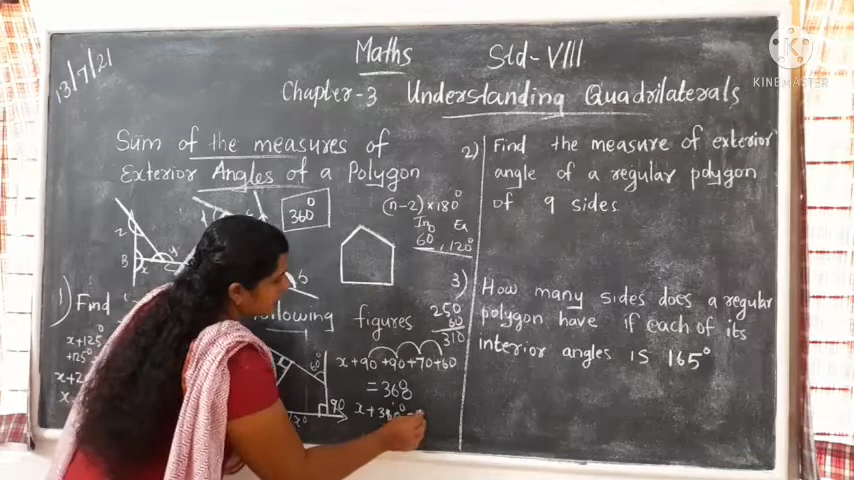 13/7/21
Maths Std-VIII
Chapter-3 Understanding Quadrilaterals
KINEMASTER
Sum of the measures of
Exterior Angles of a Polygon
360°
(n-2)×180°
Ex
60°, 120°
Z
y
B
x
1) Find
following figures
x+125°
+125°
250
60
310
x+90+90+70+60
=360
60°
90
2) Find the measure of exterior
angle of a regular polygon
of 9 sides
3) How many sides does a regular
polygon have if each of its
interior angles is 165°